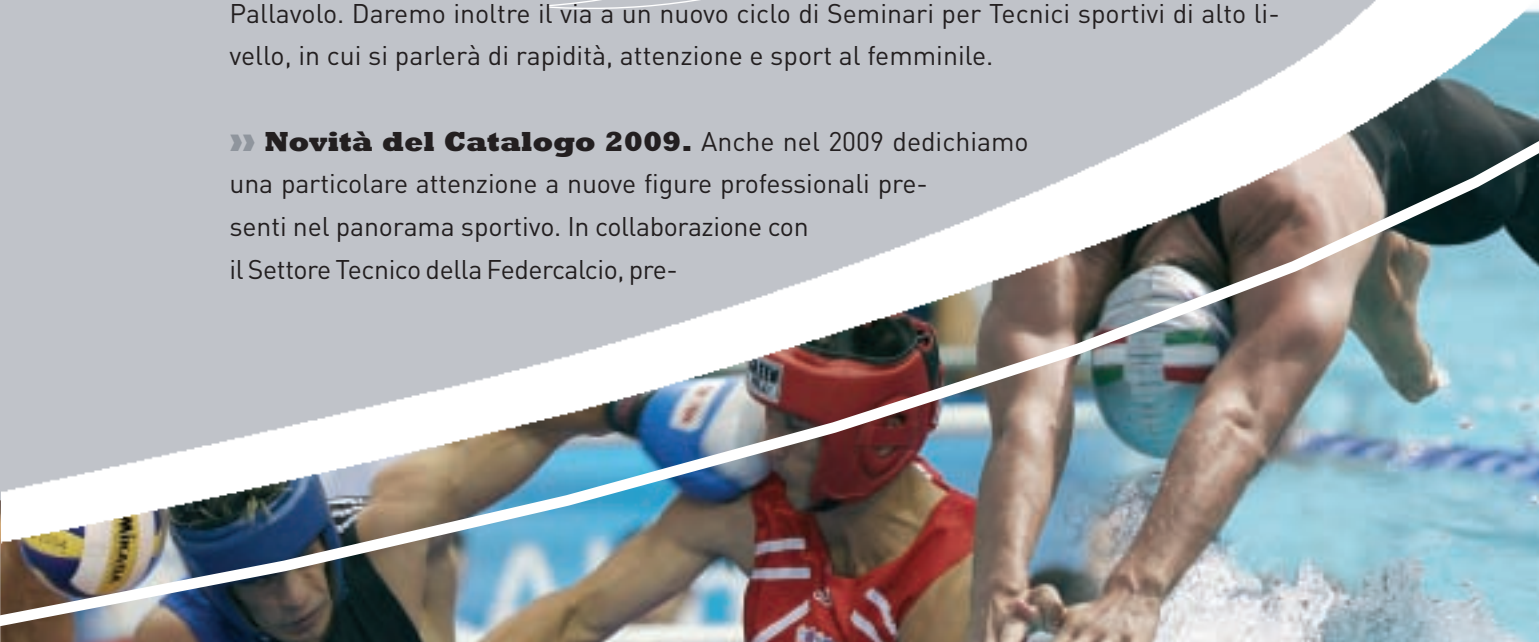 Pallavolo. Daremo inoltre il via a un nuovo ciclo di Seminari per Tecnici sportivi di alto li-
vello, in cui si parlerà di rapidità, attenzione e sport al femminile.
›› Novità del Catalogo 2009. Anche nel 2009 dedichiamo
una particolare attenzione a nuove figure professionali pre-
senti nel panorama sportivo. In collaborazione con
il Settore Tecnico della Federcalcio, pre-
MIKASA